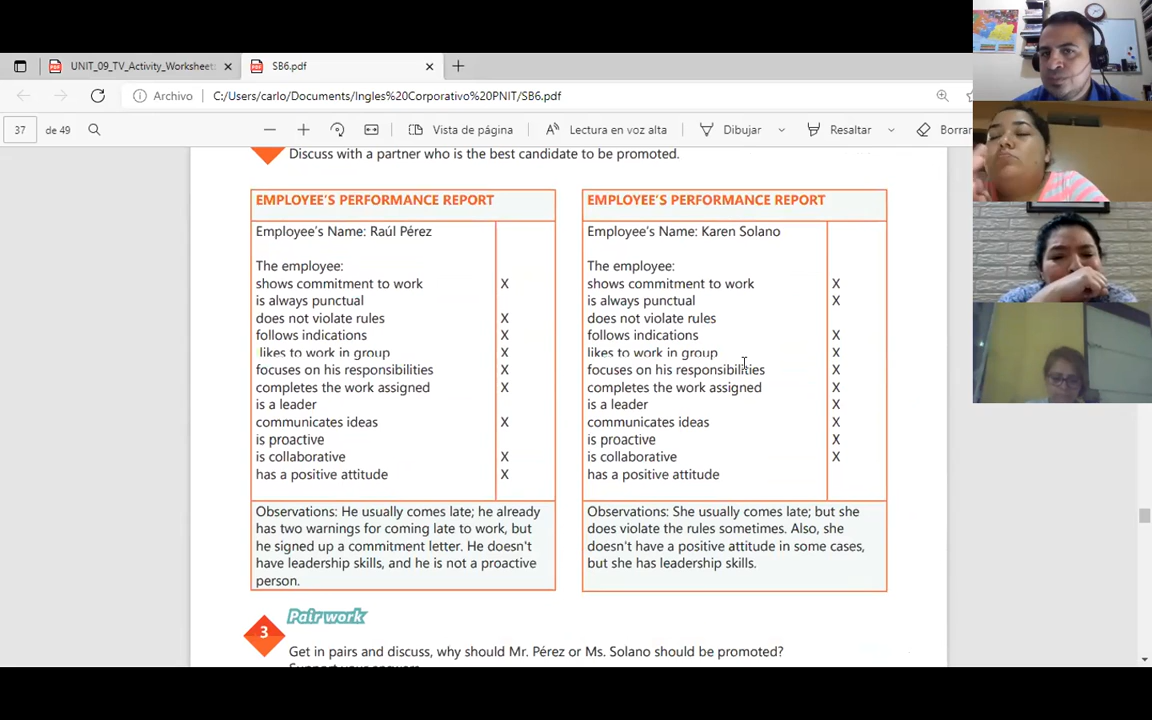 UNIT_09_TV_Activity_Worksheet:
SB6.pdf
Archivo
C:/Users/carlo/Documents/Ingles%20Corporativo%20PNIT/SB6.pdf
37
de 49
Vista de página
Lectura en voz alta
Dibujar
Resaltar
Borrar
Discuss with a partner who is the best candidate to be promoted.
EMPLOYEE'S PERFORMANCE REPORT
Employee's Name: Raúl Pérez
The employee:
shows commitment to work X
is always punctual
does not violate rules X
follows indications X
likes to work in group X
focuses on his responsibilities X
completes the work assigned X
is a leader
communicates ideas X
is proactive
is collaborative X
has a positive attitude X
Observations: He usually comes late; he already
has two warnings for coming late to work, but
he signed up a commitment letter. He doesn't
have leadership skills, and he is not a proactive
person.
EMPLOYEE'S PERFORMANCE REPORT
Employee's Name: Karen Solano
The employee:
shows commitment to work X
is always punctual X
does not violate rules
follows indications X
likes to work in group X
focuses on his responsibilities X
completes the work assigned X
is a leader X
communicates ideas X
is proactive X
is collaborative X
has a positive attitude
Observations: She usually comes late; but she
does violate the rules sometimes. Also, she
doesn't have a positive attitude in some cases,
but she has leadership skills.
3
Pair work
Get in pairs and discuss, why should Mr. Pérez or Ms. Solano should be promoted?
Support your answers